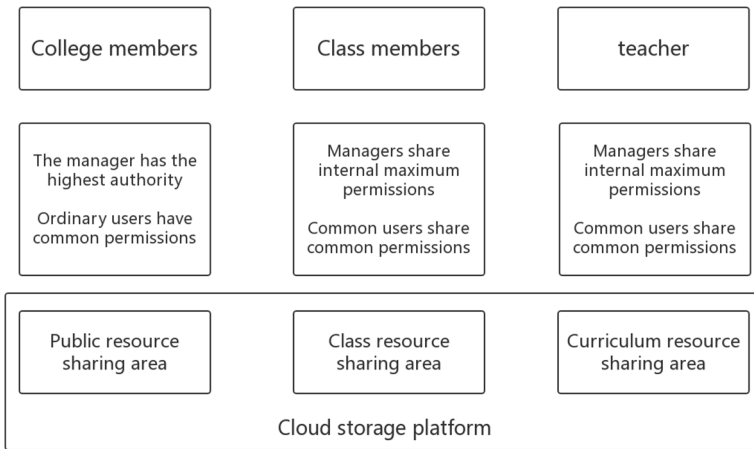 College members
Class members
teacher
The manager has the
highest authority
Ordinary users have
common permissions
Managers share
internal maximum
permissions
Common users share
common permissions
Managers share
internal maximum
permissions
Common users share
common permissions
Public resource
sharing area
Class resource
sharing area
Curriculum resource
sharing area
Cloud storage platform